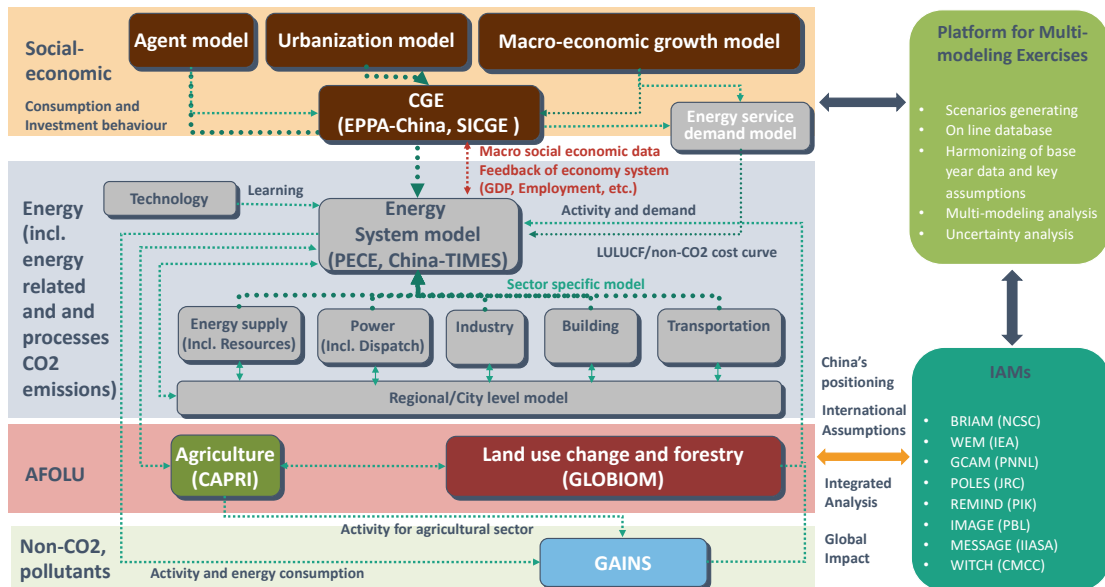 Social-
economic
Consumption and
Investment behaviour
Agent model
Urbanization model
Macro-economic growth model
CGE
(EPPA-China, SICGE )
Energy service
demand model
Macro social economic data
Feedback of economy system
(GDP, Employment, etc.)
Energy
(incl.
energy
related
and and
processes
CO2
emissions)
Technology
Learning
Energy
System model
(PECE, China-TIMES)
Activity and demand
LULUCF/non-CO2 cost curve
Sector specific model
Energy supply
(Incl. Resources)
Power
(Incl. Dispatch)
Industry
Building
Transportation
Regional/City level model
AFOLU
Agriculture
(CAPRI)
Land use change and forestry
(GLOBIOM)
Non-CO2,
pollutants
Activity for agricultural sector
Activity and energy consumption
GAINS
Platform for Multi-
modeling Exercises
• Scenarios generating
• On line database
• Harmonizing of base
year data and key
assumptions
• Multi-modeling analysis
• Uncertainty analysis
China's
positioning
International
Assumptions
Integrated
Analysis
Global
Impact
IAMs
• BRIAM (NCSC)
• WEM (IEA)
• GCAM (PNNL)
• POLES (JRC)
• REMIND (PIK)
• IMAGE (PBL)
• MESSAGE (IIASA)
• WITCH (CMCC)